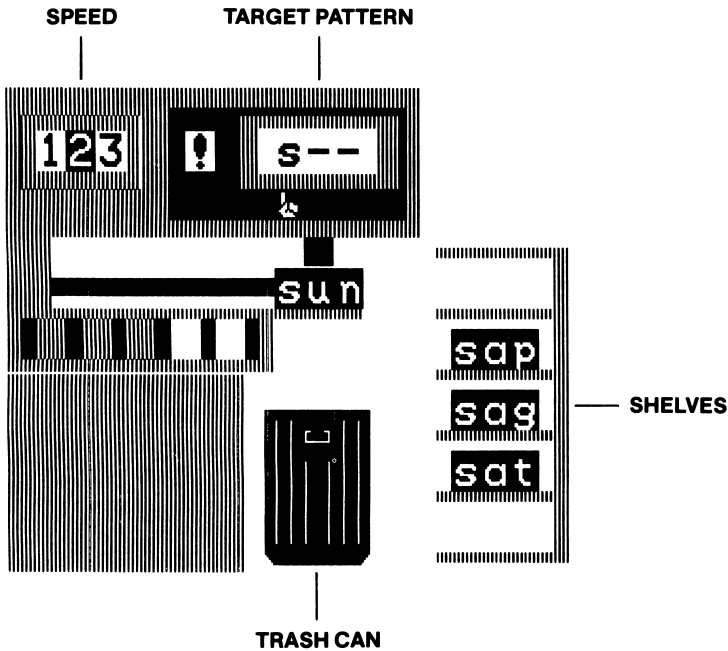 SPEED
TARGET PATTERN
123
!
s--
sun
sap
sag
sat
SHELVES
TRASH CAN